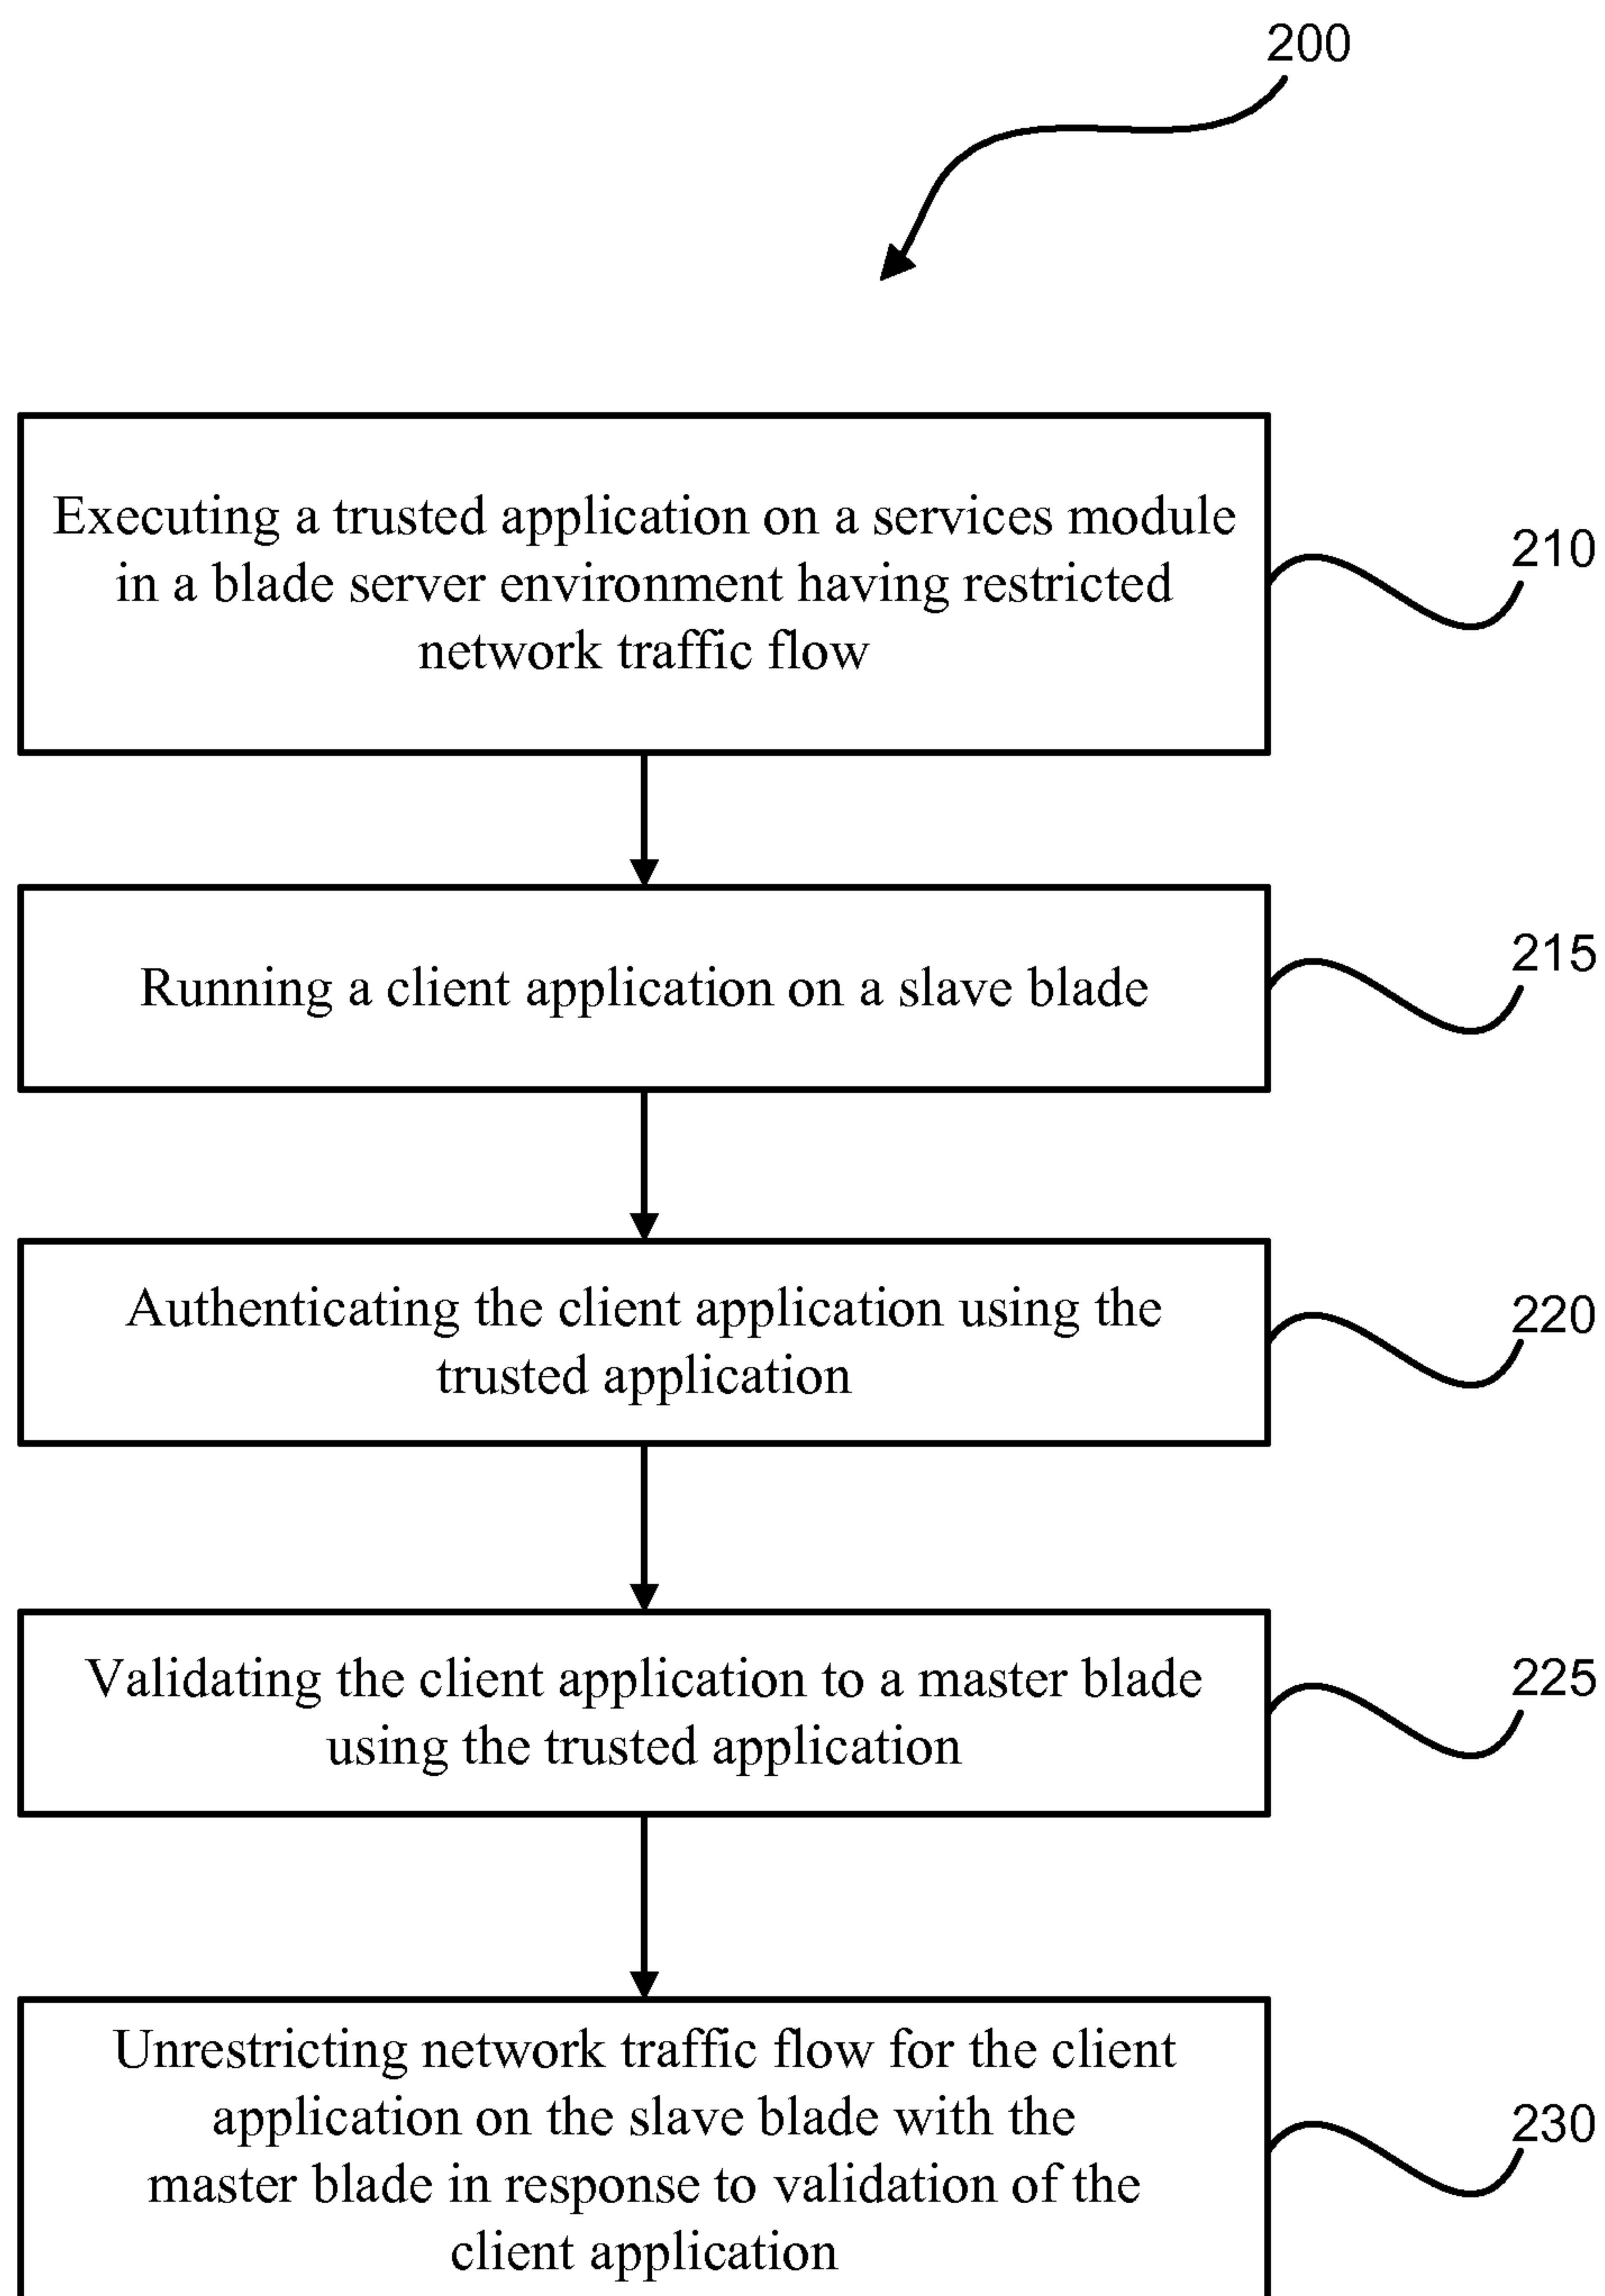 200
Executing a trusted application on a services module
in a blade server environment having restricted
network traffic flow
210
Running a client application on a slave blade
215
Authenticating the client application using the
trusted application
220
Validating the client application to a master blade
using the trusted application
225
Unrestricting network traffic flow for the client
application on the slave blade with the
master blade in response to validation of the
client application
230